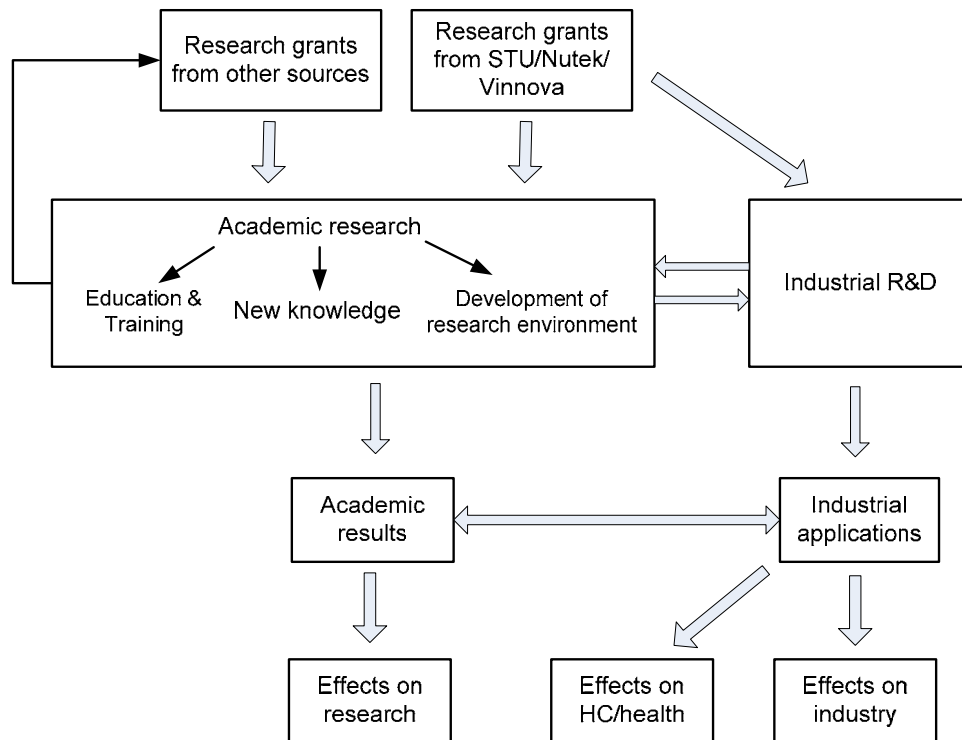 Research grants
from other sources
Research grants
from STU/Nutek/
Vinnova
Academic research
Education &
Training
New knowledge
Development of
research environment
Industrial R&D
Academic
results
Industrial
applications
Effects on
research
Effects on
HC/health
Effects on
industry